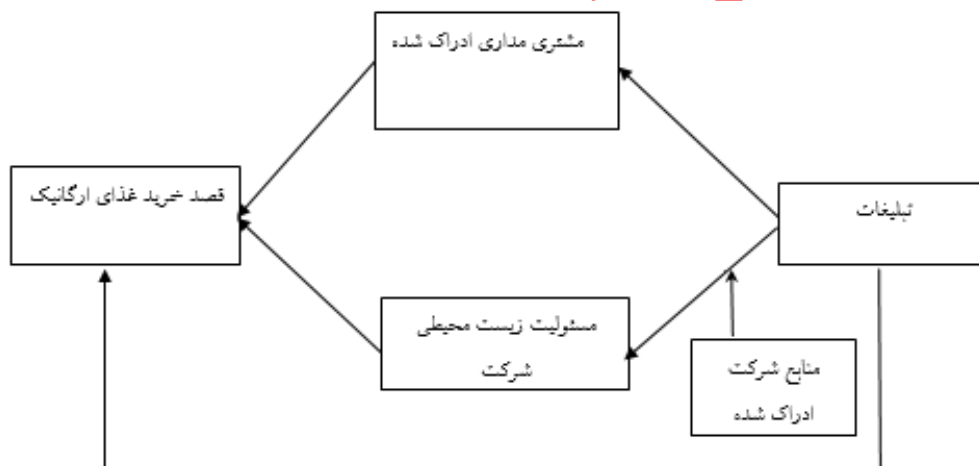 مشتری مداری ادراک شده
قصد خرید غذای ارگانیک
تبلیغات
مسئولیت زیست محیطی
شرکت
منابع شرکت
ادراک شده